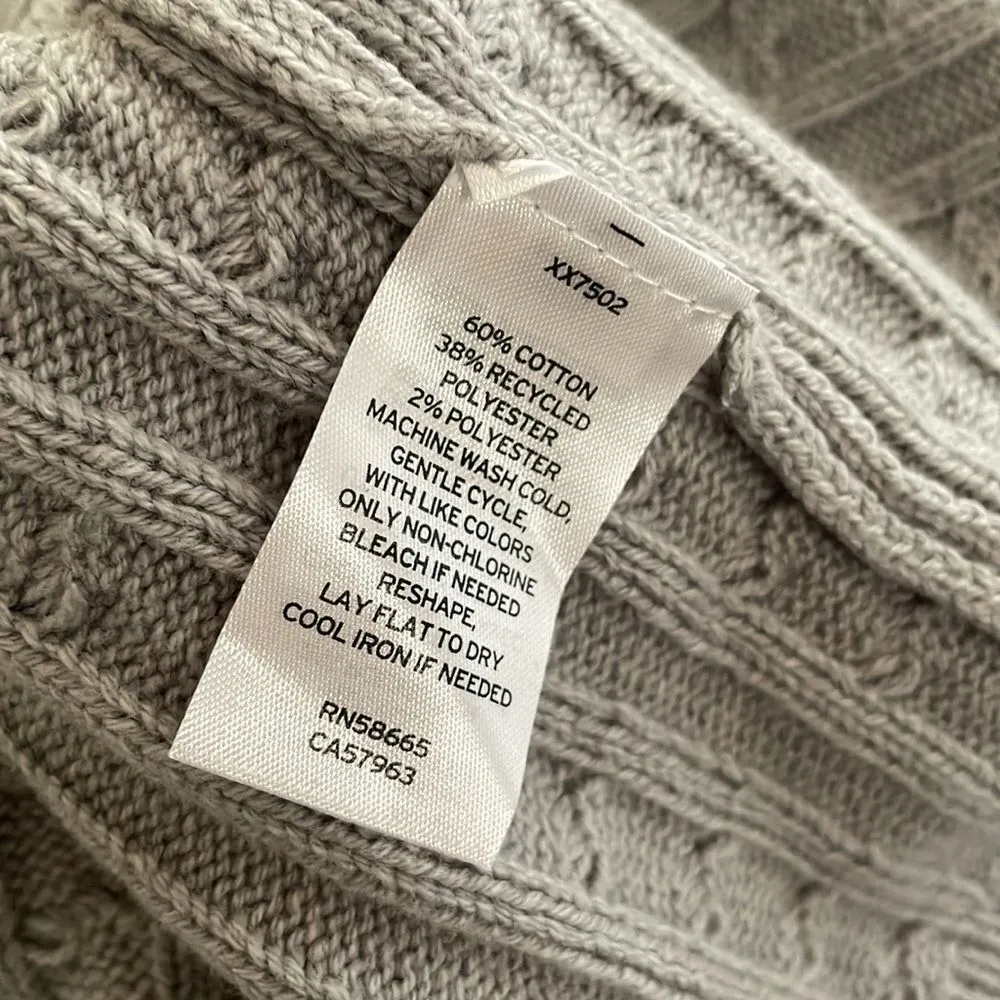 XX7502
60% COTTON
38% RECYCLED
POLYESTER
2% POLYESTER
MACHINE WASH COLD,
GENTLE CYCLE,
WITH LIKE COLORS
ONLY NON-CHLORINE
BLEACH IF NEEDED
RESHAPE,
LAY FLAT TO DRY
COOL IRON IF NEEDED
RN58665
CA57963